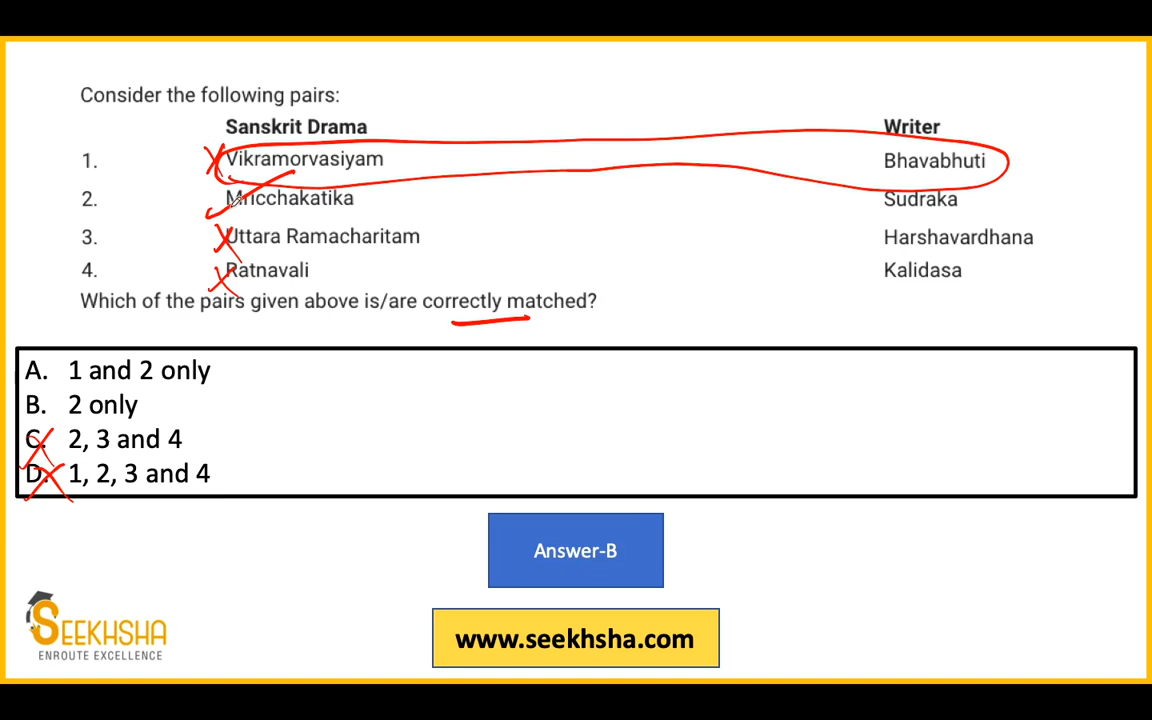 Consider the following pairs:
Sanskrit Drama Writer
1. Vikramorvasiyam Bhavabhuti
2. Mricchakatika Sudraka
3. Uttara Ramacharitam Harshavardhana
4. Ratnavali Kalidasa
Which of the pairs given above is/are correctly matched?
A. 1 and 2 only
B. 2 only
C. 2, 3 and 4
D. 1, 2, 3 and 4
Answer-B
SEEKHSHA
ENROUTE EXCELLENCE
www.seekhsha.com